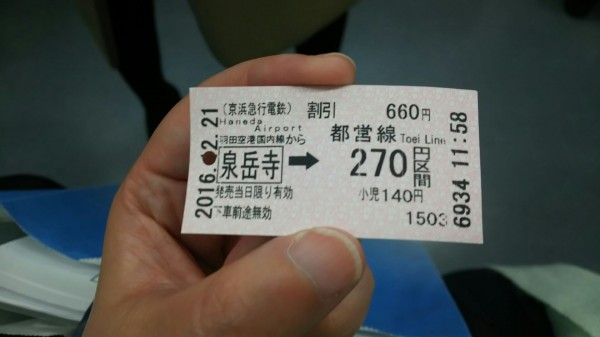 2016.-2.21
(京浜急行電鉄) 割引 660円
Haneda Airport
羽田空港国内線から 都営線 Toei Line
泉岳寺 ➡ 270円区間
発売当日限り有効 小児140円
下車前途無効 1503
6934 11:58